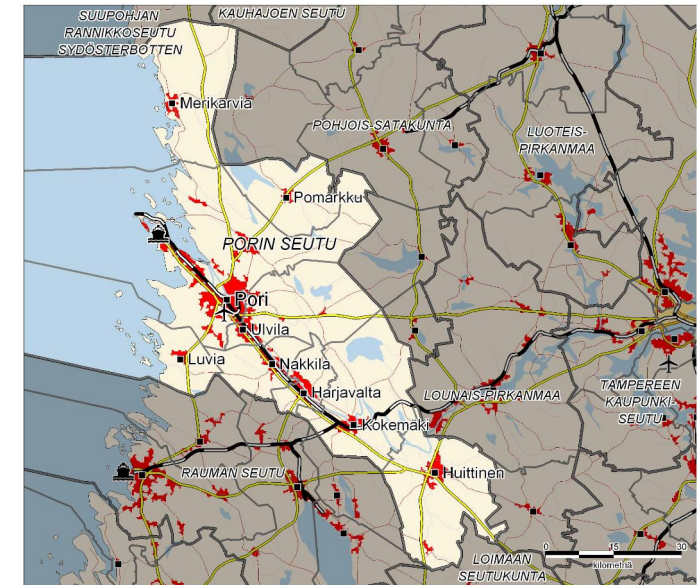 SUUPOHJAN
RANNIKKOSEUTU
SYDÖSTERBOTTEN
KAUHAJOEN SEUTU
Merikarvia
POHJOIS-SATAKUNTA
LUOTEIS-
PIRKANMAA
Pomarkku
PORIN SEUTU
Pori
Ulvila
Luvia
Nakkila
Harjavalta
LOUNAIS-PIRKANMAA
TAMPEREEN
KAUPUNKI-
SEUTU
Kokemäki
RAUMAN SEUTU
Huittinen
LOIMAAN
SEUTUKUNTA
0 15 30
kilometriä